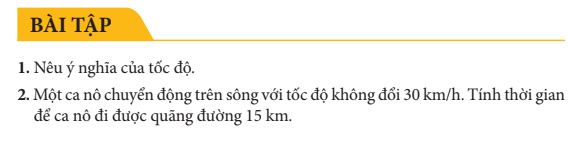 BÀI TẬP
1. Nêu ý nghĩa của tốc độ.
2. Một ca nô chuyển động trên sông với tốc độ không đổi 30 km/h. Tính thời gian
để ca nô đi được quãng đường 15 km.